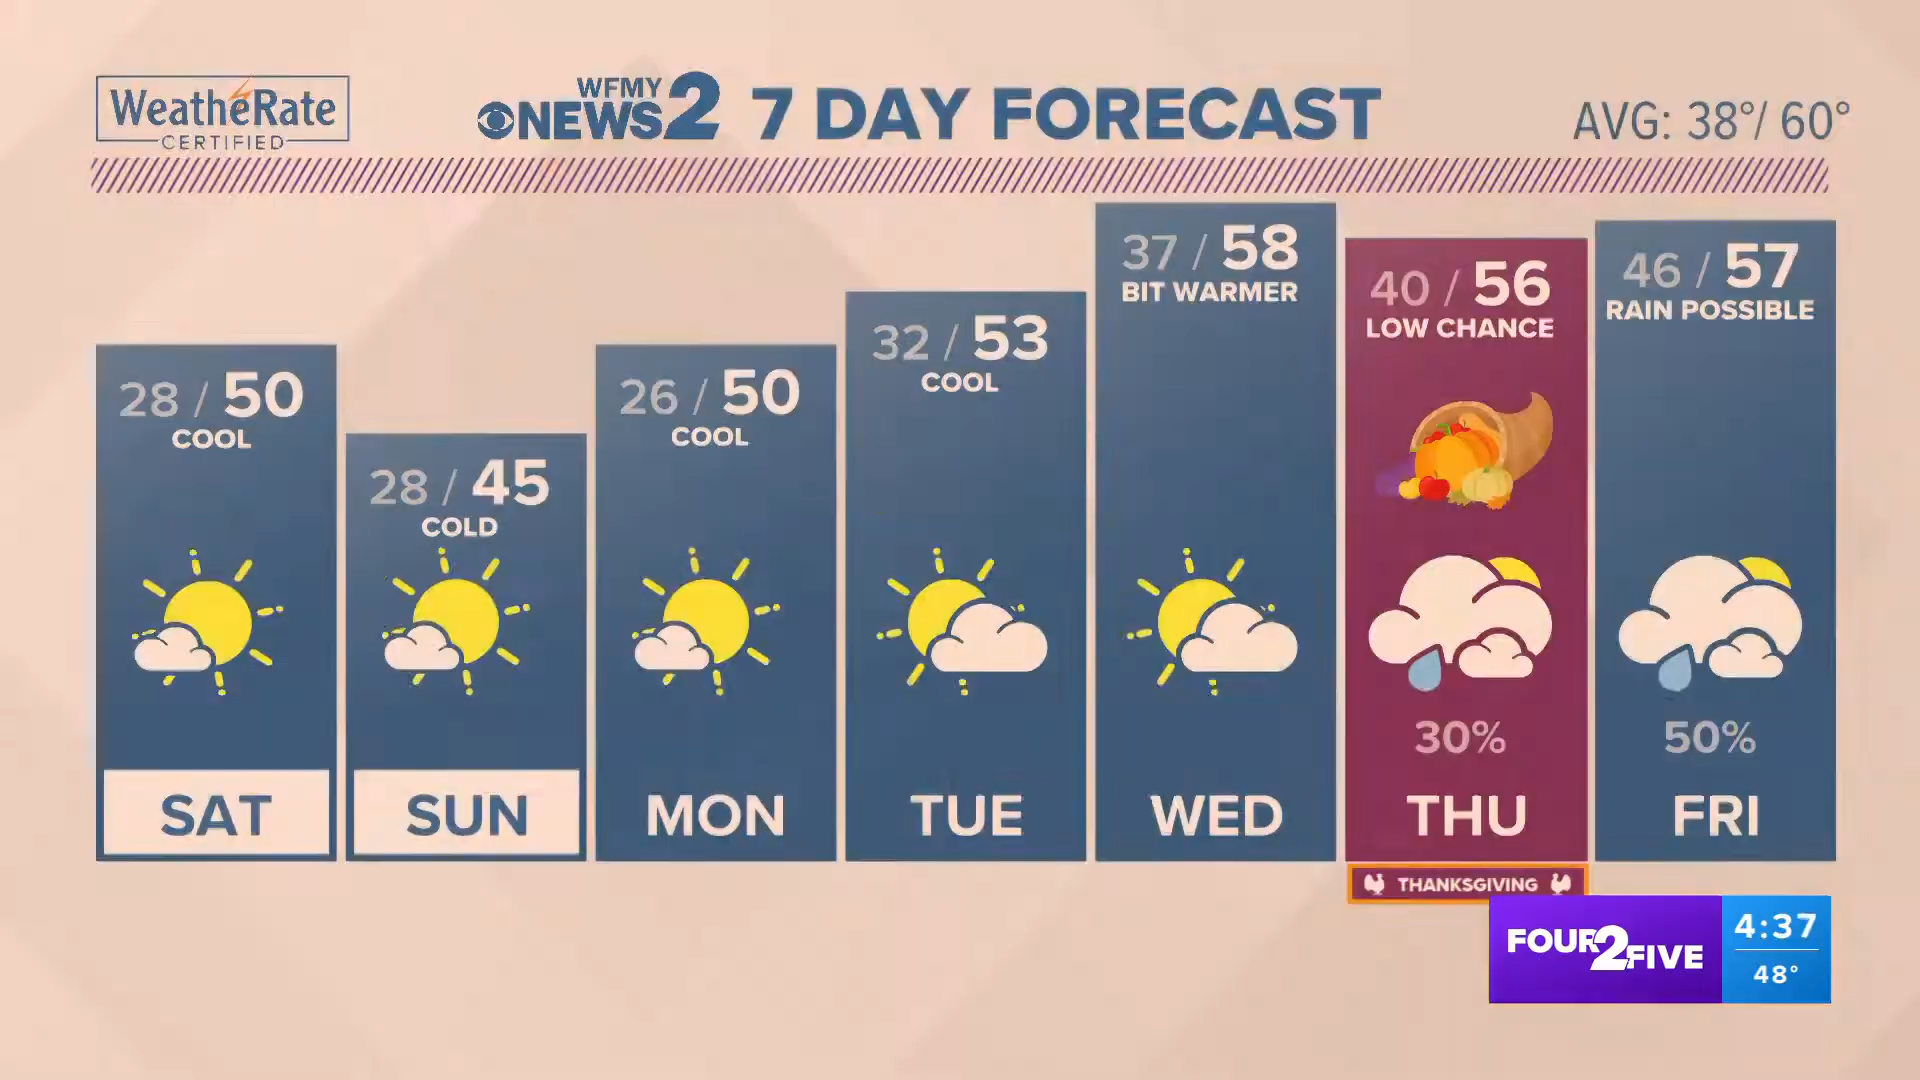 WeatheRate
CERTIFIED
WFMY
NEWS 2
7 DAY FORECAST
AVG: 38°/ 60°
28 / 50
COOL
SAT
28 / 45
COLD
SUN
26 / 50
COOL
MON
32 / 53
COOL
TUE
37 / 58
BIT WARMER
WED
40 / 56
LOW CHANCE
30%
THU
THANKSGIVING
46 / 57
RAIN POSSIBLE
50%
FRI
FOUR2FIVE
4:37
48°